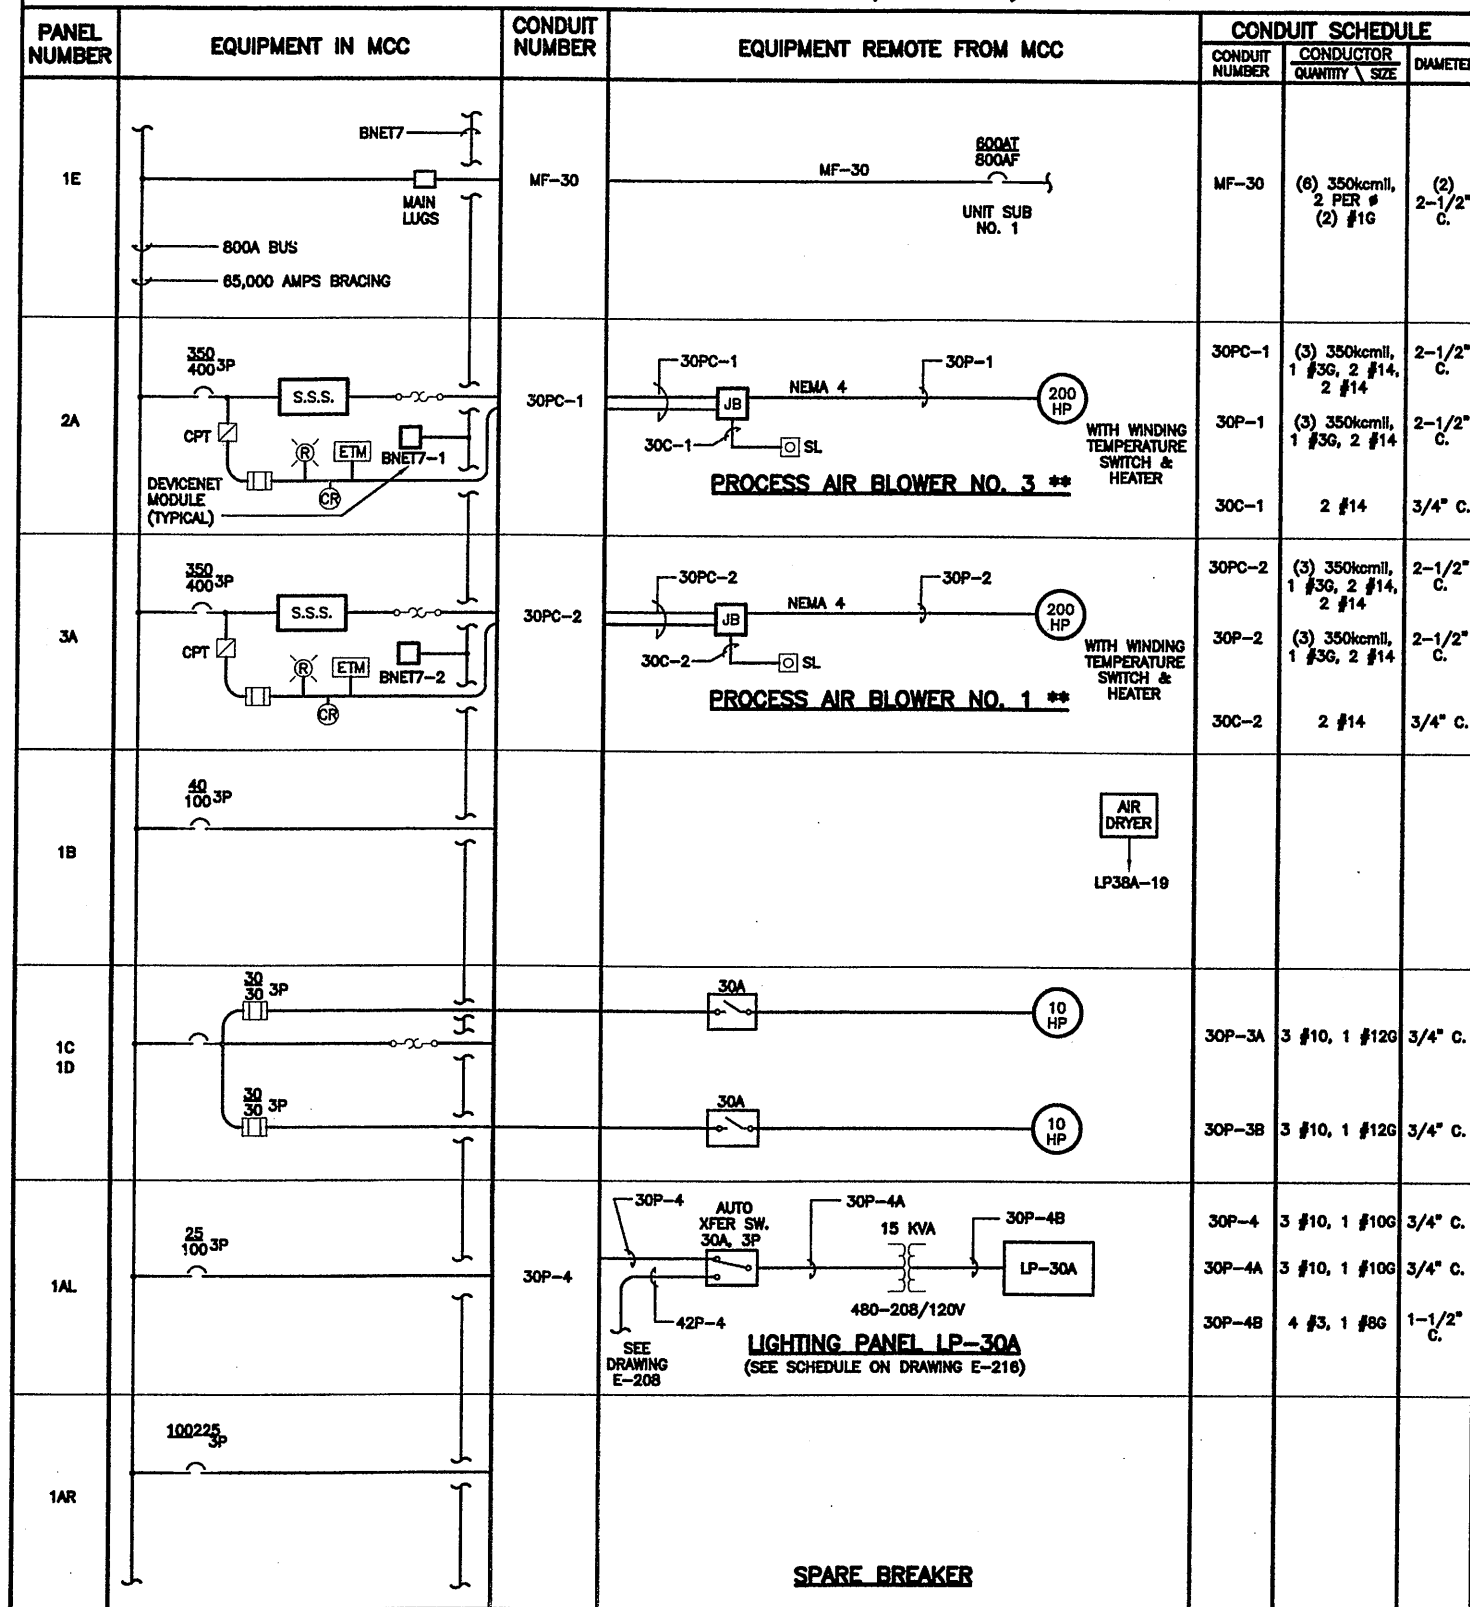 PANEL
NUMBER
EQUIPMENT IN MCC
CONDUIT
NUMBER
EQUIPMENT REMOTE FROM MCC
CONDUIT SCHEDULE
CONDUIT
NUMBER
CONDUCTOR
QUANTITY \ SIZE
DIAMETER
1E
BNET7
MAIN
LUGS
800A BUS
65,000 AMPS BRACING
MF-30
MF-30
600AT
800AF
UNIT SUB
NO. 1
MF-30
(6) 350kcmil,
2 PER ø
(2) #1G
(2)
2-1/2"
C.
2A
350
400 3P
S.S.S.
CPT
R
ETM
BNET7-1
CR
DEVICENET
MODULE
(TYPICAL)
30PC-1
30PC-1
JB
NEMA 4
30P-1
200
HP
30C-1
SL
WITH WINDING
TEMPERATURE
SWITCH &
HEATER
PROCESS AIR BLOWER NO. 3 **
30PC-1
(3) 350kcmil,
1 #3G, 2 #14,
2 #14
2-1/2"
C.
30P-1
(3) 350kcmil,
1 #3G, 2 #14
2-1/2"
C.
30C-1
2 #14
3/4" C.
3A
350
400 3P
S.S.S.
CPT
R
ETM
BNET7-2
CR
30PC-2
30PC-2
JB
NEMA 4
30P-2
200
HP
30C-2
SL
WITH WINDING
TEMPERATURE
SWITCH &
HEATER
PROCESS AIR BLOWER NO. 1 **
30PC-2
(3) 350kcmil,
1 #3G, 2 #14,
2 #14
2-1/2"
C.
30P-2
(3) 350kcmil,
1 #3G, 2 #14
2-1/2"
C.
30C-2
2 #14
3/4" C.
1B
40
100 3P
AIR
DRYER
LP38A-19
1C
1D
30
30 3P
30A
10
HP
30
30 3P
30A
10
HP
30P-3A
3 #10, 1 #12G
3/4" C.
30P-3B
3 #10, 1 #12G
3/4" C.
1AL
25
100 3P
30P-4
30P-4
AUTO
XFER SW.
30A, 3P
30P-4A
15 KVA
30P-4B
LP-30A
480-208/120V
42P-4
SEE
DRAWING
E-208
LIGHTING PANEL LP-30A
(SEE SCHEDULE ON DRAWING E-216)
30P-4
3 #10, 1 #10G
3/4" C.
30P-4A
3 #10, 1 #10G
3/4" C.
30P-4B
4 #3, 1 #8G
1-1/2"
C.
1AR
100225
3P
SPARE BREAKER